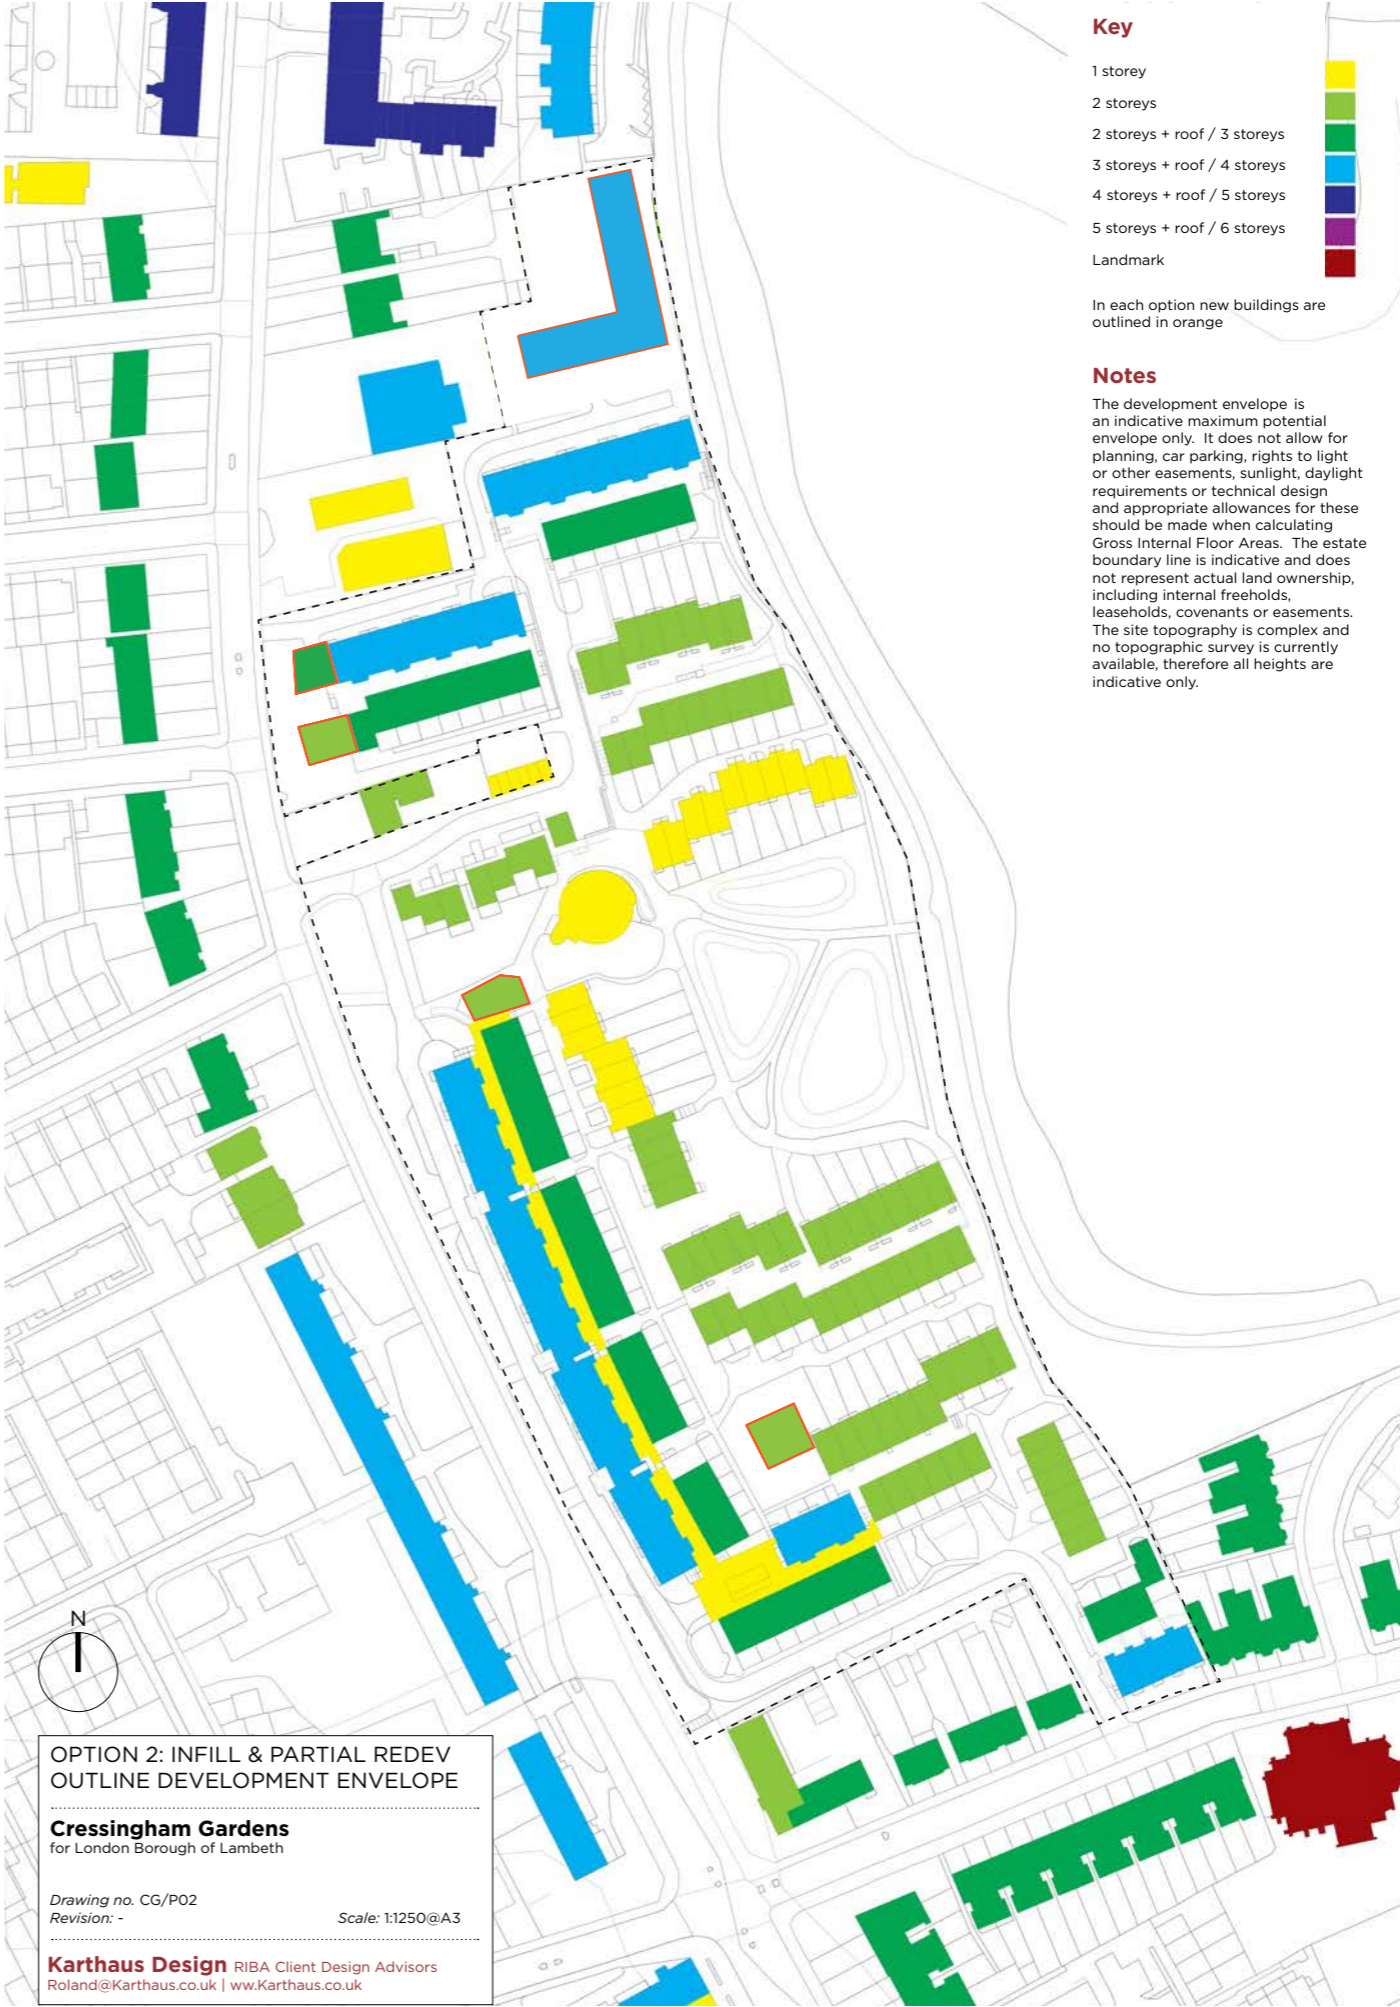 Key
1 storey
2 storeys
2 storeys + roof / 3 storeys
3 storeys + roof / 4 storeys
4 storeys + roof / 5 storeys
5 storeys + roof / 6 storeys
Landmark
In each option new buildings are
outlined in orange
Notes
The development envelope is
an indicative maximum potential
envelope only. It does not allow for
planning, car parking, rights to light
or other easements, sunlight, daylight
requirements or technical design
and appropriate allowances for these
should be made when calculating
Gross Internal Floor Areas. The estate
boundary line is indicative and does
not represent actual land ownership,
including internal freeholds,
leaseholds, covenants or easements.
The site topography is complex and
no topographic survey is currently
available, therefore all heights are
indicative only.
N
OPTION 2: INFILL & PARTIAL REDEV
OUTLINE DEVELOPMENT ENVELOPE
Cressingham Gardens
for London Borough of Lambeth
Drawing no. CG/P02
Revision: - Scale: 1:1250@A3
Karthaus Design RIBA Client Design Advisors
Roland@Karthaus.co.uk | ww.Karthaus.co.uk